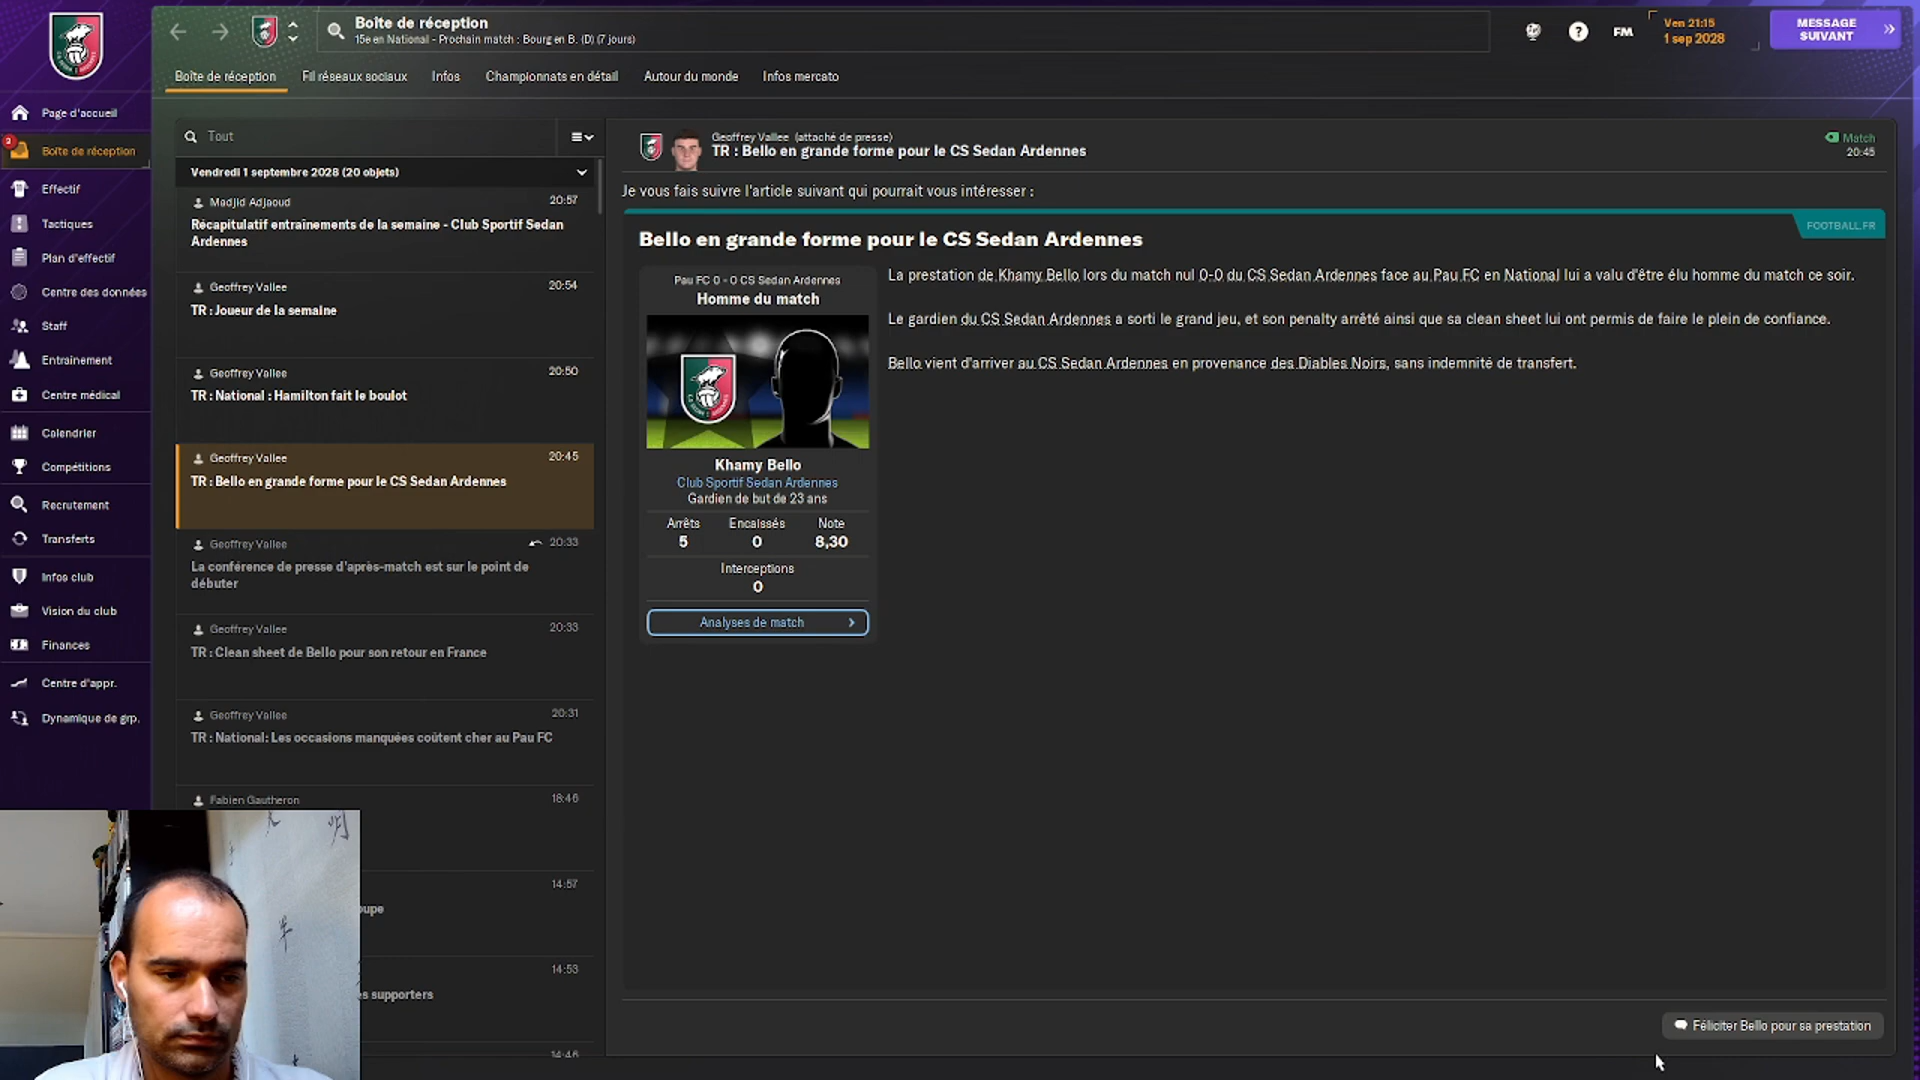 Boîte de réception
15e en National - Prochain match : Bourg en B. (D) (7 jours)
FM
Ven 21:15
1 sep 2028
MESSAGE
SUIVANT
Boîte de réception
Fil réseaux sociaux
Infos
Championnats en détail
Autour du monde
Infos mercato
Page d'accueil
Boîte de réception
Effectif
Tactiques
Plan d'effectif
Centre des données
Staff
Entraînement
Centre médical
Calendrier
Compétitions
Recrutement
Transferts
Infos club
Vision du club
Finances
Centre d'appr.
Dynamique de grp.
Tout
Vendredi 1 septembre 2028 (20 objets)
Madjid Adjaoud
20:57
Récapitulatif entraînements de la semaine - Club Sportif Sedan
Ardennes
Geoffrey Vallee
20:54
TR : Joueur de la semaine
Geoffrey Vallee
20:50
TR : National : Hamilton fait le boulot
Geoffrey Vallee
20:45
TR : Bello en grande forme pour le CS Sedan Ardennes
Geoffrey Vallee
20:33
La conférence de presse d'après-match est sur le point de
débuter
Geoffrey Vallee
20:33
TR : Clean sheet de Bello pour son retour en France
Geoffrey Vallee
20:31
TR : National: Les occasions manquées coûtent cher au Pau FC
Fabien Gautheron
18:46
14:57
oupe
14:53
es supporters
14:46
Geoffrey Vallee (attaché de presse)
TR : Bello en grande forme pour le CS Sedan Ardennes
Match
20:45
Je vous fais suivre l'article suivant qui pourrait vous intéresser :
FOOTBALL.FR
Bello en grande forme pour le CS Sedan Ardennes
Pau FC 0 - 0 CS Sedan Ardennes
Homme du match
Khamy Bello
Club Sportif Sedan Ardennes
Gardien de but de 23 ans
Arrêts
Encaissés
Note
5
0
8,30
Interceptions
0
Analyses de match
La prestation de Khamy Bello lors du match nul 0-0 du CS Sedan Ardennes face au Pau FC en National lui a valu d'être élu homme du match ce soir.
Le gardien du CS Sedan Ardennes a sorti le grand jeu, et son penalty arrêté ainsi que sa clean sheet lui ont permis de faire le plein de confiance.
Bello vient d'arriver au CS Sedan Ardennes en provenance des Diables Noirs, sans indemnité de transfert.
Féliciter Bello pour sa prestation